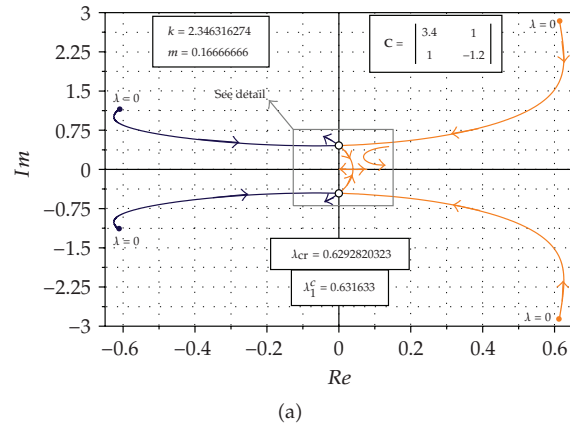 3
2.25
1.5
0.75
0
−0.75
−1.5
−2.25
−3
Im
k = 2.346316274
m = 0.16666666
C = | 3.4 1 |
| 1 −1.2 |
λ = 0
λ = 0
See detail
λ = 0
λcr = 0.6292820323
λ₁ᶜ = 0.631633
λ = 0
−0.6 −0.4 −0.2 0 0.2 0.4 0.6
Re
(a)